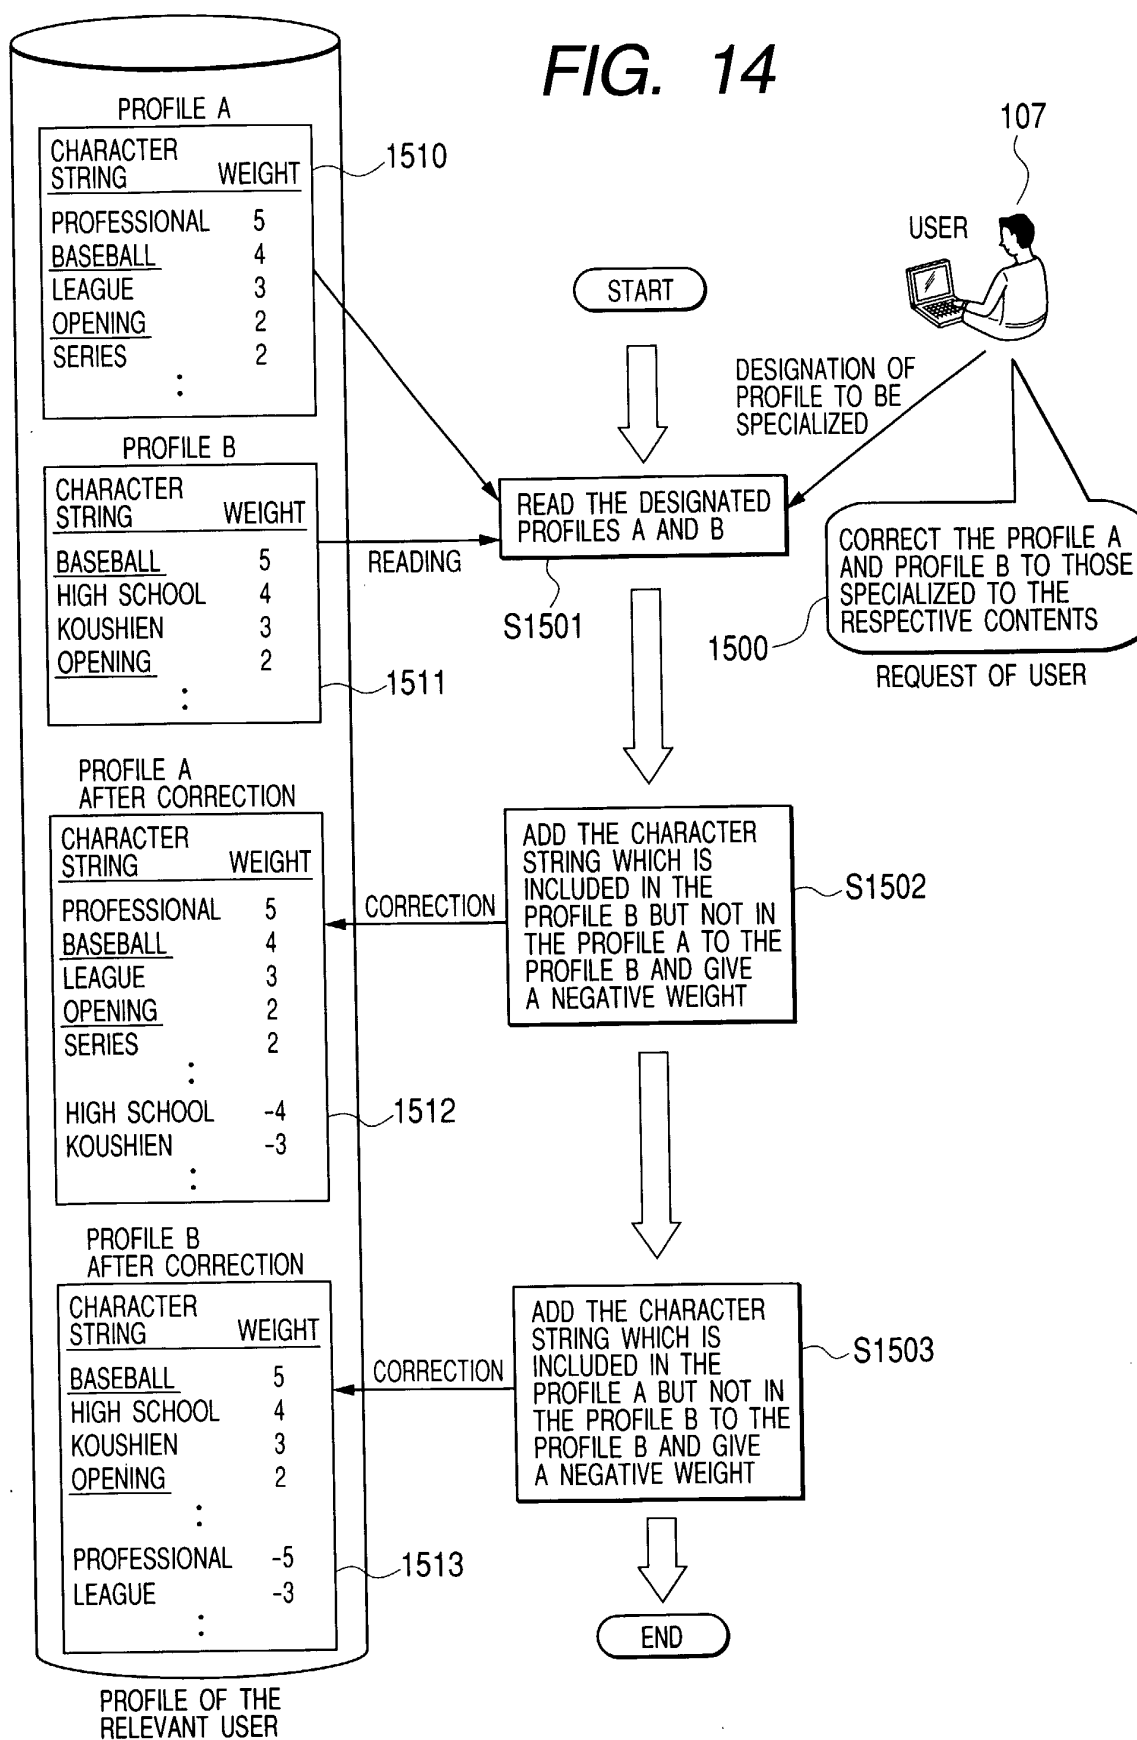 FIG. 14
PROFILE A
CHARACTER
STRING WEIGHT
1510
PROFESSIONAL 5
BASEBALL 4
LEAGUE 3
OPENING 2
SERIES 2
PROFILE B
CHARACTER
STRING WEIGHT
BASEBALL 5
HIGH SCHOOL 4
KOUSHIEN 3
OPENING 2
1511
READING
107
USER
START
DESIGNATION OF
PROFILE TO BE
SPECIALIZED
READ THE DESIGNATED
PROFILES A AND B
S1501
CORRECT THE PROFILE A
AND PROFILE B TO THOSE
SPECIALIZED TO THE
RESPECTIVE CONTENTS
1500
REQUEST OF USER
PROFILE A
AFTER CORRECTION
CHARACTER
STRING WEIGHT
PROFESSIONAL 5
BASEBALL 4
LEAGUE 3
OPENING 2
SERIES 2
HIGH SCHOOL -4
KOUSHIEN -3
1512
CORRECTION
ADD THE CHARACTER
STRING WHICH IS
INCLUDED IN THE
PROFILE B BUT NOT IN
THE PROFILE A TO THE
PROFILE B AND GIVE
A NEGATIVE WEIGHT
S1502
PROFILE B
AFTER CORRECTION
CHARACTER
STRING WEIGHT
BASEBALL 5
HIGH SCHOOL 4
KOUSHIEN 3
OPENING 2
PROFESSIONAL -5
LEAGUE -3
1513
CORRECTION
ADD THE CHARACTER
STRING WHICH IS
INCLUDED IN THE
PROFILE A BUT NOT IN
THE PROFILE B TO THE
PROFILE B AND GIVE
A NEGATIVE WEIGHT
S1503
END
PROFILE OF THE
RELEVANT USER